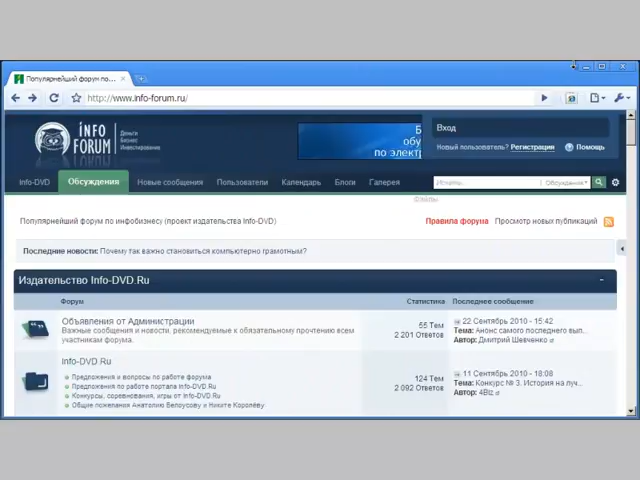 Популярнейший форум по...
http://www.info-forum.ru/
ÍNFO
FORUM
Деньги
Бизнес
Инвестирование
Б
обу
по элект
Вход
Новый пользователь? Регистрация
Помощь
Info-DVD
Обсуждения
Новые сообщения
Пользователи
Календарь
Блоги
Галерея
Искать...
Обсуждения
Файлы
Популярнейший форум по инфобизнесу (проект издательства Info-DVD)
Правила форума
Просмотр новых публикаций
Последние новости: Почему так важно становиться компьютерно грамотным?
Издательство Info-DVD.Ru
Форум
Статистика
Последнее сообщение
Объявления от Администрации
Важные сообщения и новости, рекомендуемые к обязательному прочтению всем
участникам форума.
55 Тем
2 201 Ответов
22 Сентябрь 2010 - 15:42
Тема: Анонс самого последнего вып...
Автор: Дмитрий Шевченко
Info-DVD.Ru
Предложения и вопросы по работе форума
Предложения по работе портала Info-DVD.Ru
Конкурсы, соревнования, игры от Info-DVD.Ru
Общие пожелания Анатолию Белоусову и Никите Королёву
124 Тем
2 092 Ответов
11 Сентябрь 2010 - 18:08
Тема: Конкурс № 3. История на луч...
Автор: 4Biz